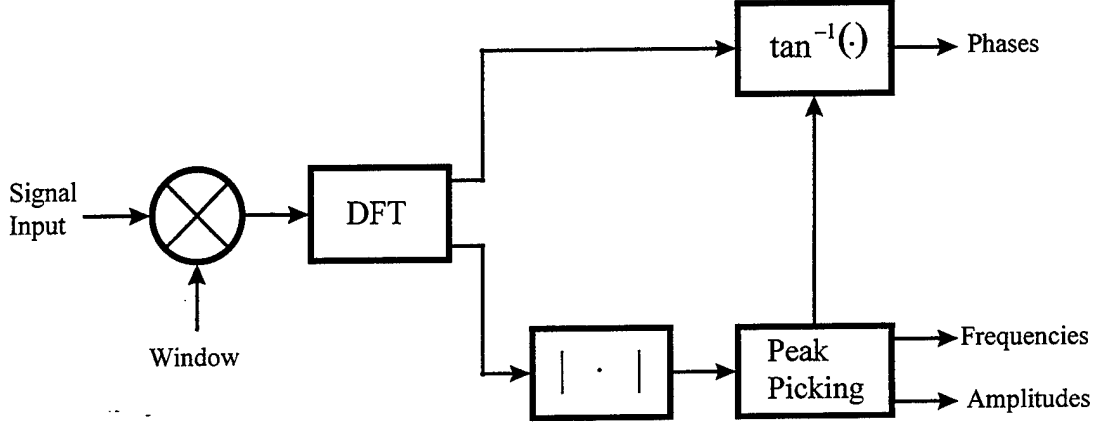 tan⁻¹(·)
Phases
Signal
Input
DFT
Window
| · |
Peak
Picking
Frequencies
Amplitudes